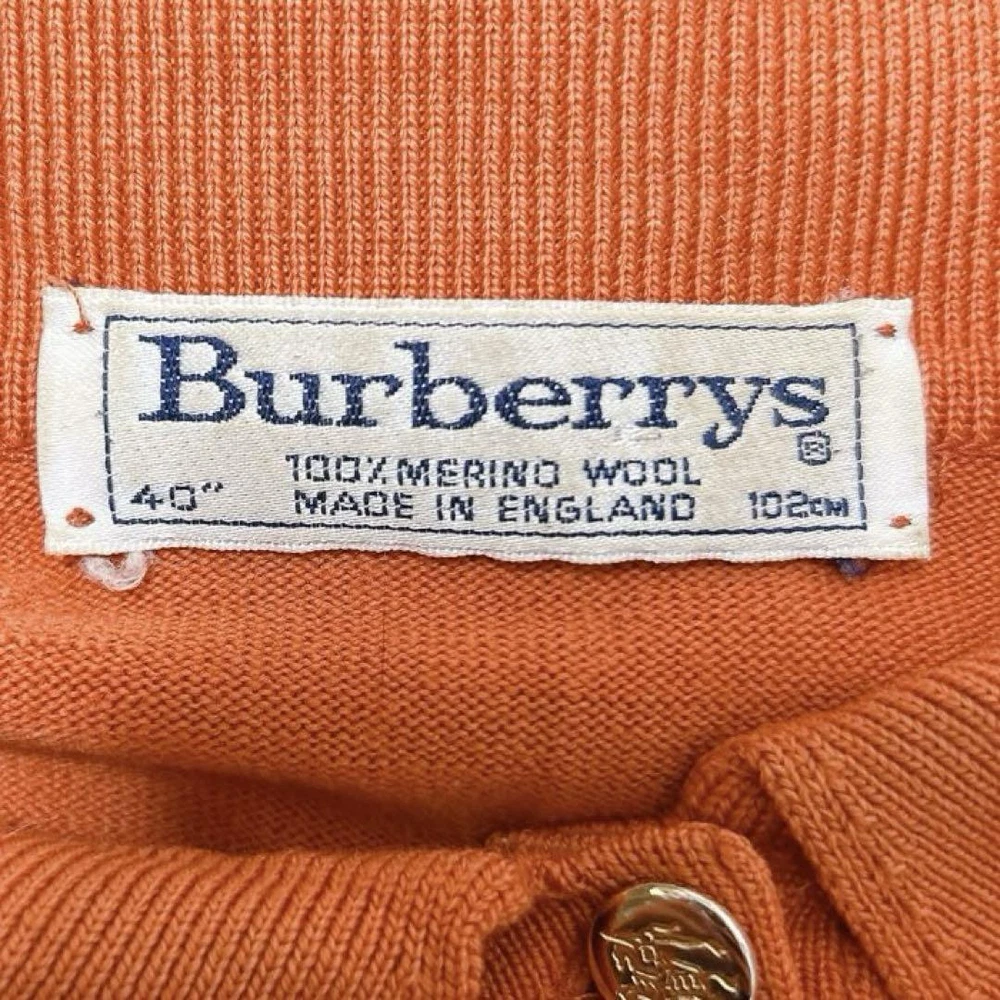 Burberrys®
100% MERINO WOOL
40" MADE IN ENGLAND 102CM